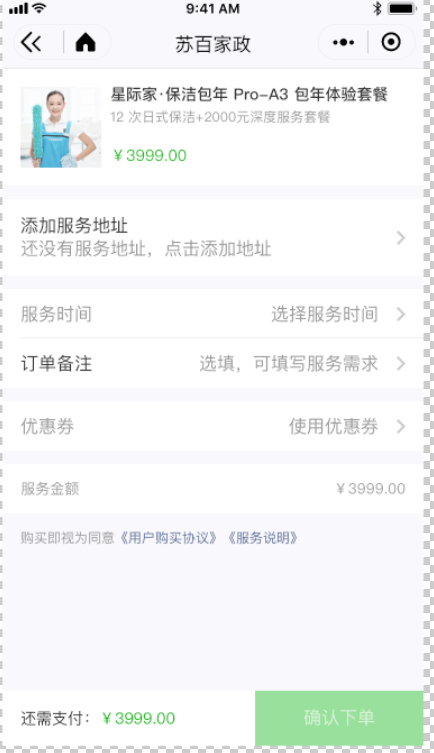 9:41 AM
苏百家政
星际家·保洁包年 Pro-A3 包年体验套餐
12 次日式保洁+2000元深度服务套餐
¥3999.00
添加服务地址
还没有服务地址，点击添加地址
服务时间 选择服务时间
订单备注 选填，可填写服务需求
优惠券 使用优惠券
服务金额 ¥3999.00
购买即视为同意《用户购买协议》《服务说明》
还需支付：¥3999.00 确认下单